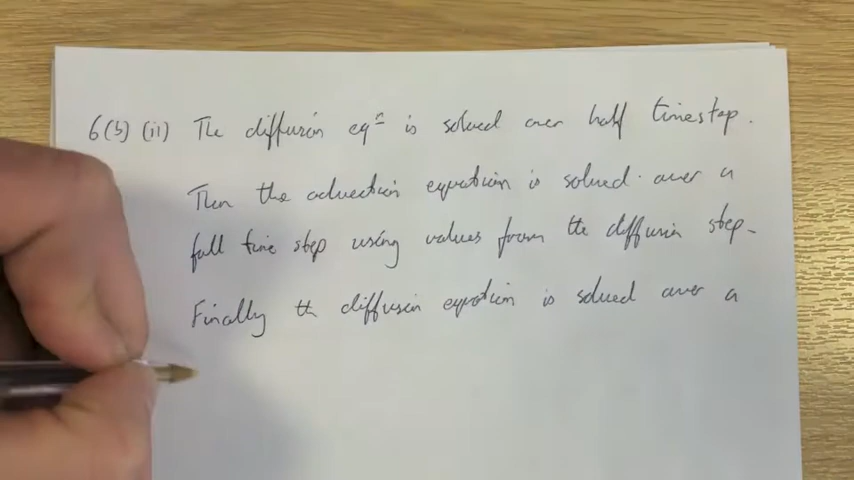 6(b) (ii) The diffusion eqⁿ is solved over half timestep.
Then the advection equation is solved over a
full time step using values from the diffusion step.
Finally the diffusion equation is solved over a